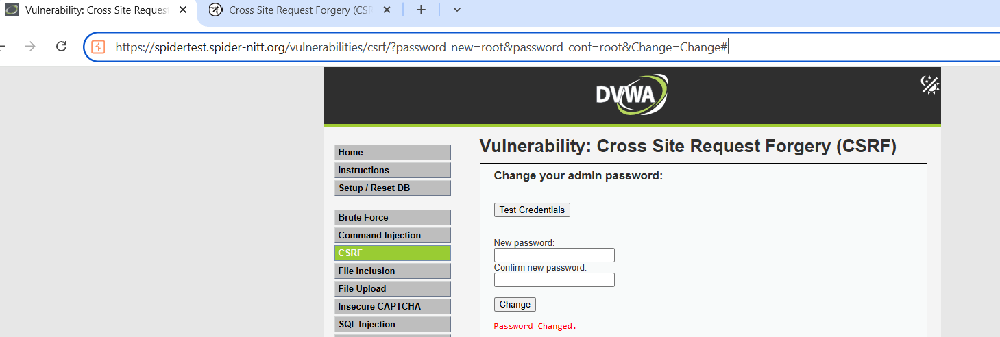 Vulnerability: Cross Site Reques
Cross Site Request Forgery (CSR
https://spidertest.spider-nitt.org/vulnerabilities/csrf/?password_new=root&password_conf=root&Change=Change#
DVWA
Home
Instructions
Setup / Reset DB
Brute Force
Command Injection
CSRF
File Inclusion
File Upload
Insecure CAPTCHA
SQL Injection
Vulnerability: Cross Site Request Forgery (CSRF)
Change your admin password:
Test Credentials
New password:
Confirm new password:
Change
Password Changed.